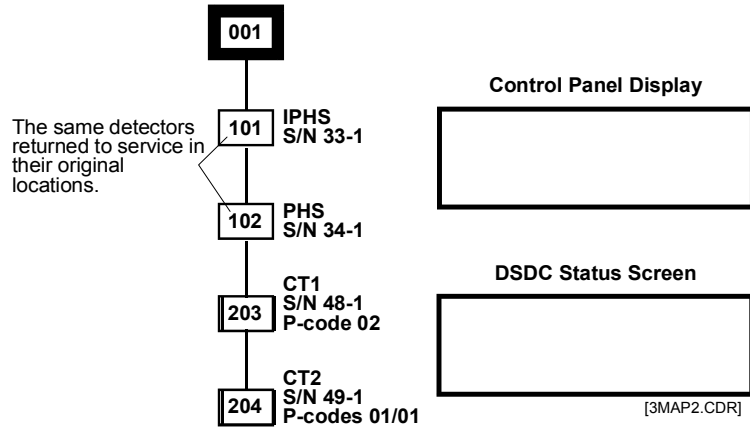 001
101
IPHS
S/N 33-1
The same detectors
returned to service in
their original
locations.
102
PHS
S/N 34-1
203
CT1
S/N 48-1
P-code 02
204
CT2
S/N 49-1
P-codes 01/01
Control Panel Display
DSDC Status Screen
[3MAP2.CDR]